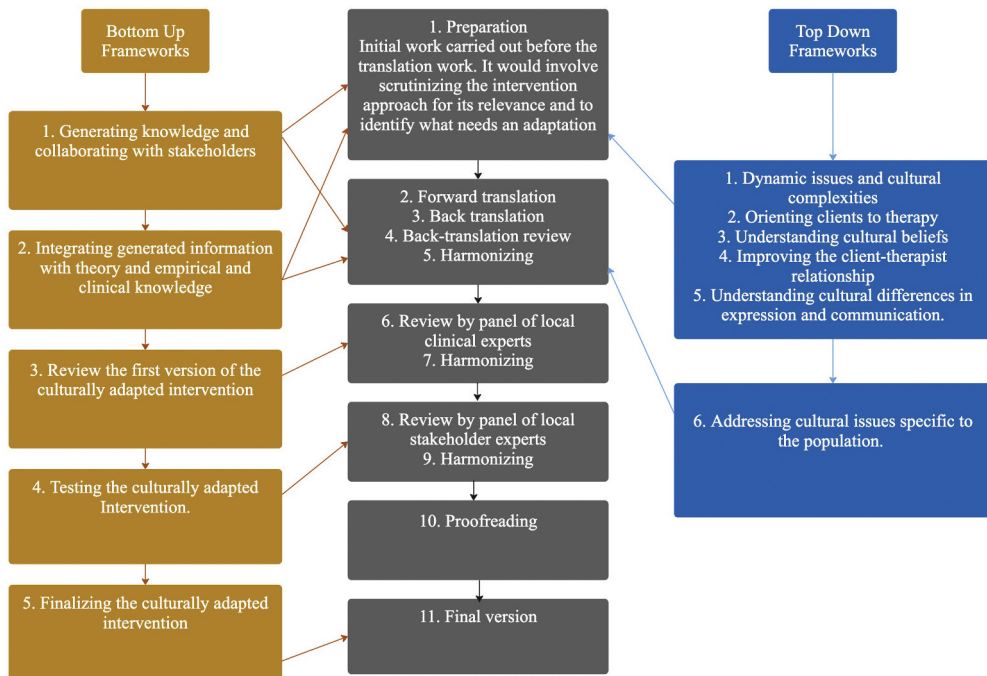 Bottom Up
Frameworks
1. Generating knowledge and
collaborating with stakeholders
2. Integrating generated information
with theory and empirical and
clinical knowledge
3. Review the first version of the
culturally adapted intervention
4. Testing the culturally adapted
Intervention.
5. Finalizing the culturally adapted
intervention
1. Preparation
Initial work carried out before the
translation work. It would involve
scrutinizing the intervention
approach for its relevance and to
identify what needs an adaptation
2. Forward translation
3. Back translation
4. Back-translation review
5. Harmonizing
6. Review by panel of local
clinical experts
7. Harmonizing
8. Review by panel of local
stakeholder experts
9. Harmonizing
10. Proofreading
11. Final version
Top Down
Frameworks
1. Dynamic issues and cultural
complexities
2. Orienting clients to therapy
3. Understanding cultural beliefs
4. Improving the client-therapist
relationship
5. Understanding cultural differences in
expression and communication.
6. Addressing cultural issues specific to
the population.